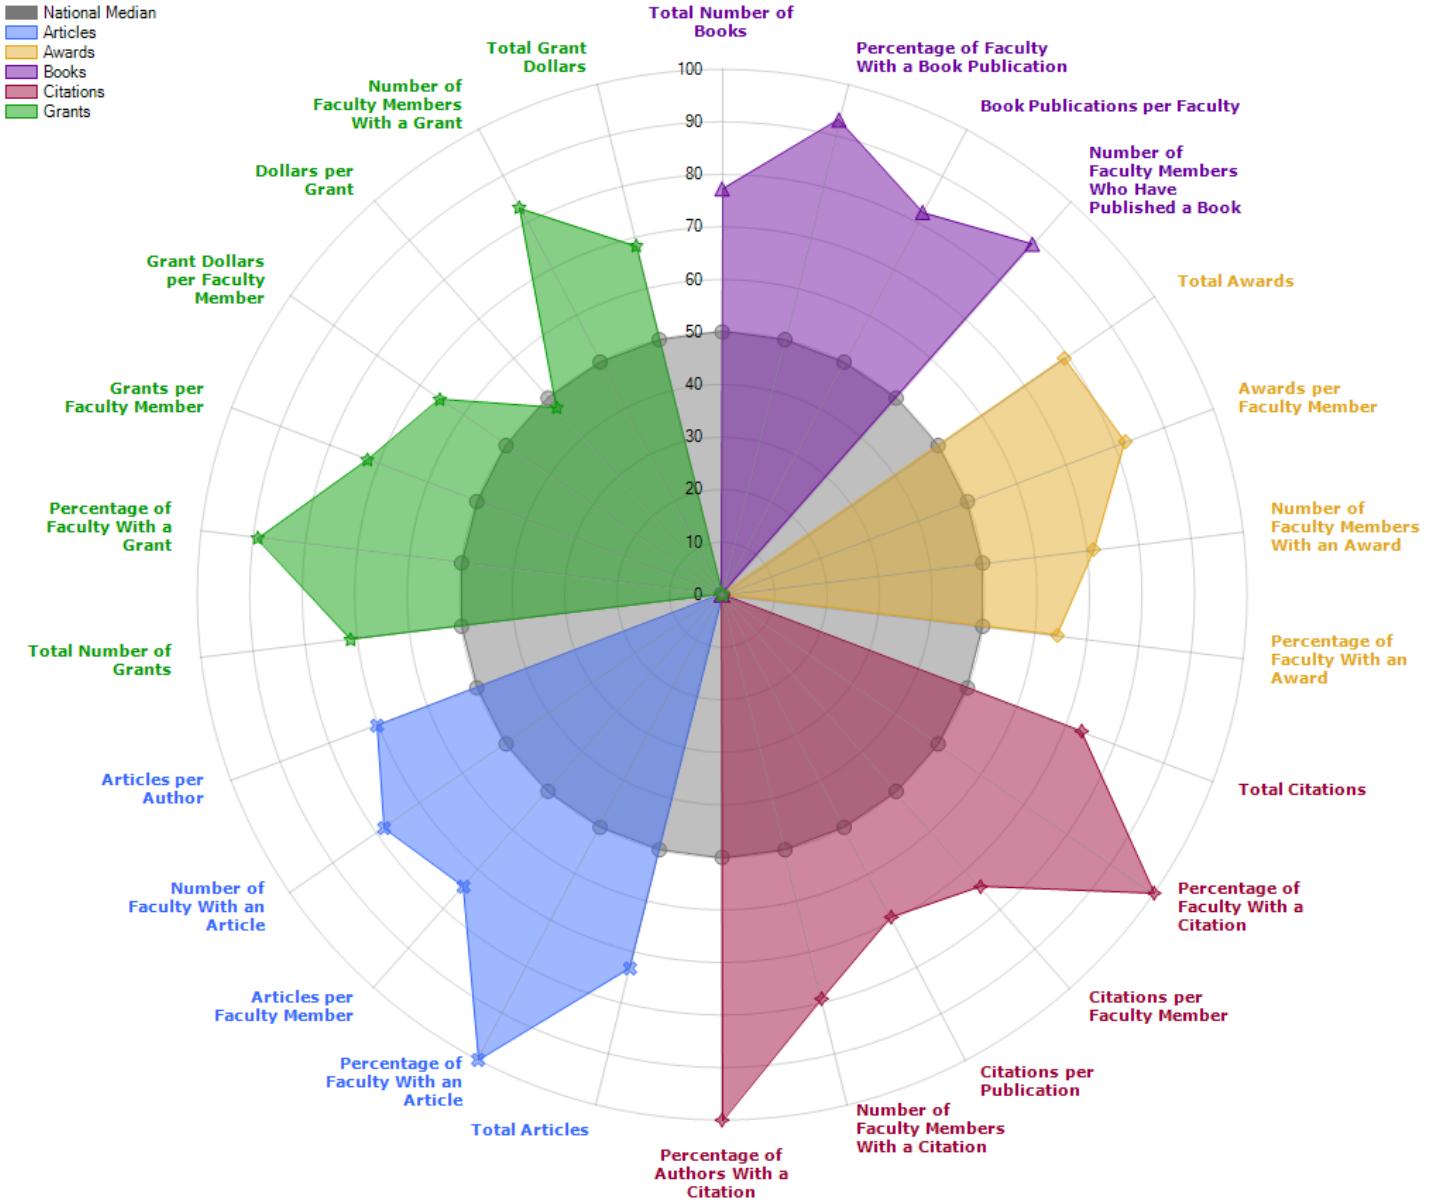 National Median
Articles
Awards
Books
Citations
Grants
Total Number of
Books
Percentage of Faculty
With a Book Publication
Book Publications per Faculty
Number of
Faculty Members
Who Have
Published a Book
Total Awards
Awards per
Faculty Member
Number of
Faculty Members
With an Award
Percentage of
Faculty With an
Award
Total Citations
Percentage of
Faculty With a
Citation
Citations per
Faculty Member
Citations per
Publication
Number of
Faculty Members
With a Citation
Percentage of
Authors With a
Citation
Total Articles
Percentage of
Faculty With an
Article
Articles per
Faculty Member
Number of
Faculty With an
Article
Articles per
Author
Total Number of
Grants
Percentage of
Faculty With a
Grant
Grants per
Faculty Member
Grant Dollars
per Faculty
Member
Dollars per
Grant
Number of
Faculty Members
With a Grant
Total Grant
Dollars
100
90
80
70
60
50
40
30
20
10
0